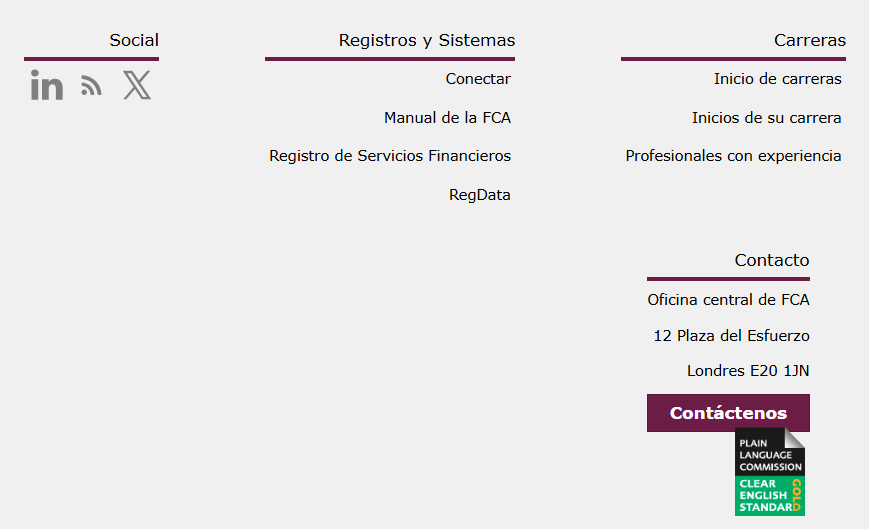 Social
Registros y Sistemas
Conectar
Manual de la FCA
Registro de Servicios Financieros
RegData
Carreras
Inicio de carreras
Inicios de su carrera
Profesionales con experiencia
Contacto
Oficina central de FCA
12 Plaza del Esfuerzo
Londres E20 1JN
Contáctenos
PLAIN
LANGUAGE
COMMISSION
CLEAR
ENGLISH
STANDARD
GOLD